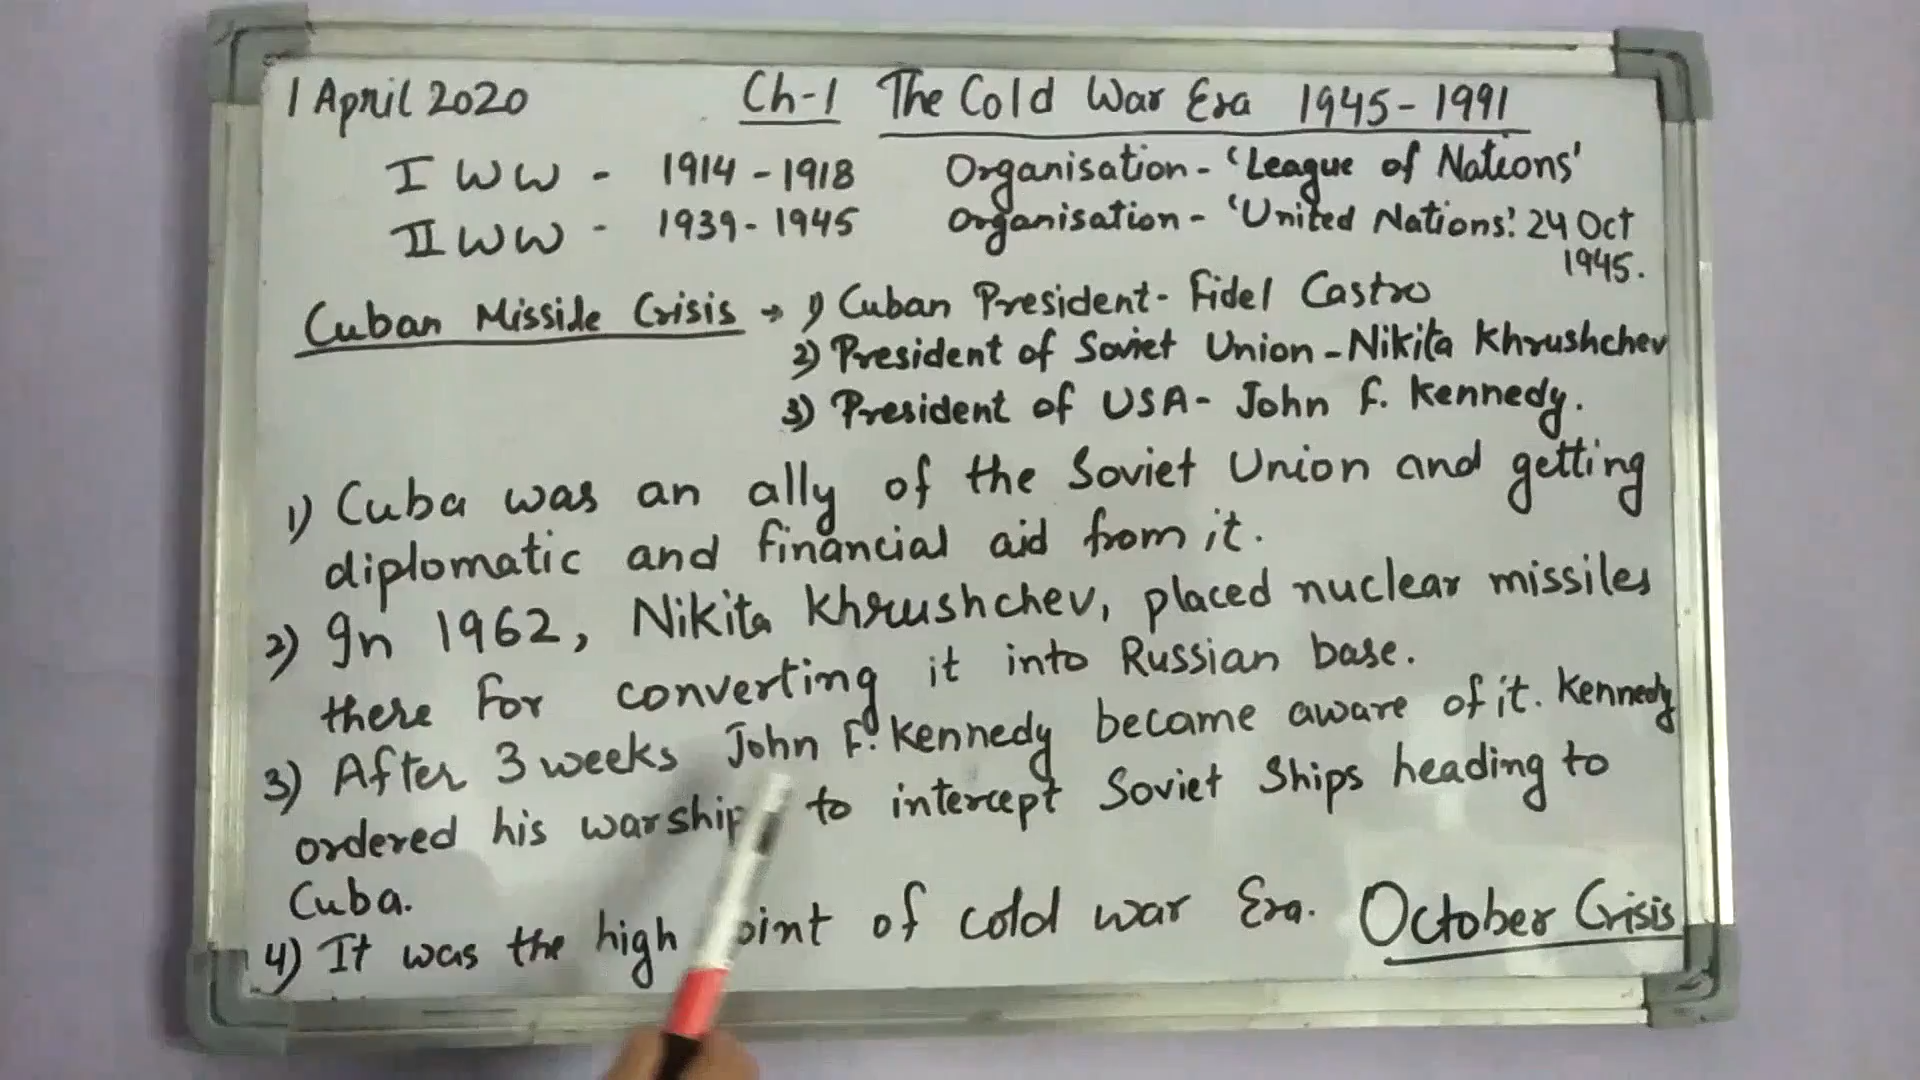 1 April 2020 Ch-1 The Cold War Era 1945-1991
I WW - 1914-1918 Organisation - 'League of Nations'
II WW - 1939-1945 Organisation - 'United Nations'. 24 Oct
1945.
Cuban Misside Crisis → 1) Cuban President - Fidel Castro
2) President of Soviet Union - Nikita Khrushchev
3) President of USA - John F. Kennedy.
1) Cuba was an ally of the Soviet Union and getting
diplomatic and financial aid from it.
2) In 1962, Nikita Khrushchev, placed nuclear missiles
there for converting it into Russian base.
3) After 3 weeks John F. Kennedy became aware of it. Kennedy
ordered his warship to intercept Soviet Ships heading to
Cuba.
4) It was the high point of cold war Era. October Crisis